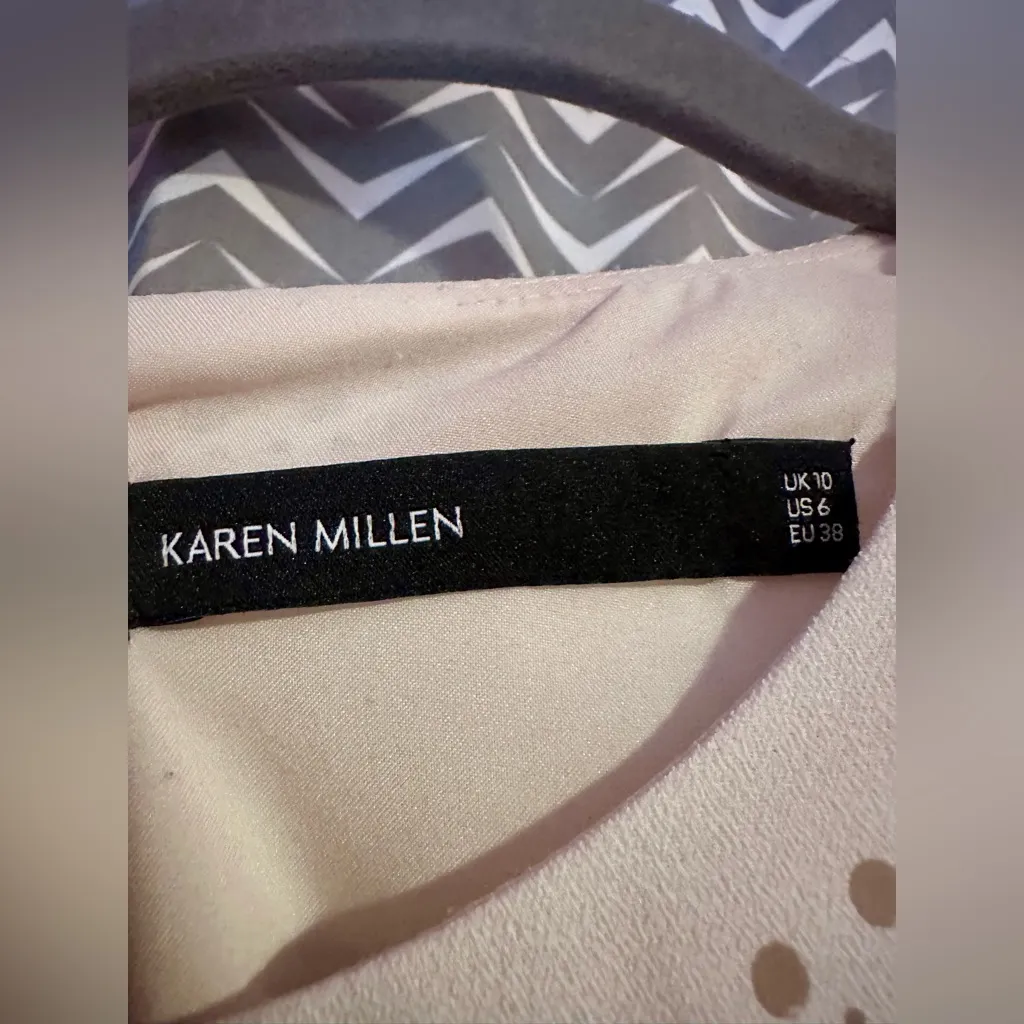 KAREN MILLEN
UK 10
US 6
EU 38